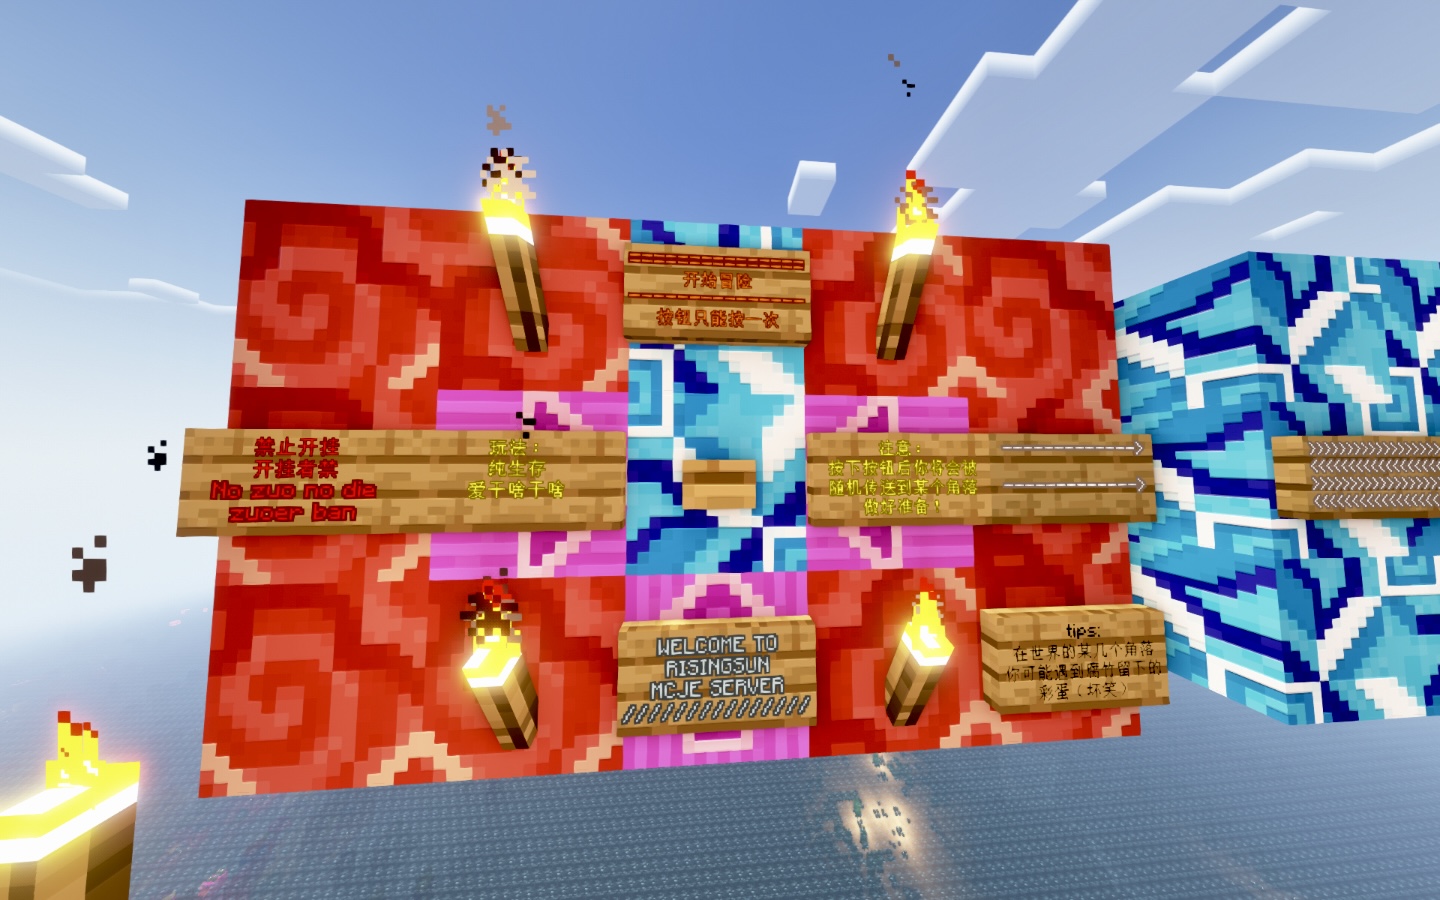 开始冒险
按钮只能按一次
禁止开挂
开挂者禁
No zuo no die
zuoer ban
玩法：
纯生存
爱干啥干啥
注意：
按下按钮后你将会被
随机传送到某个角落
做好准备！
WELCOME TO
RISINGSUN
MCJE SERVER
//////////////
tips:
在世界的某几个角落
你可能遇到腐竹留下的
彩蛋（坏笑）